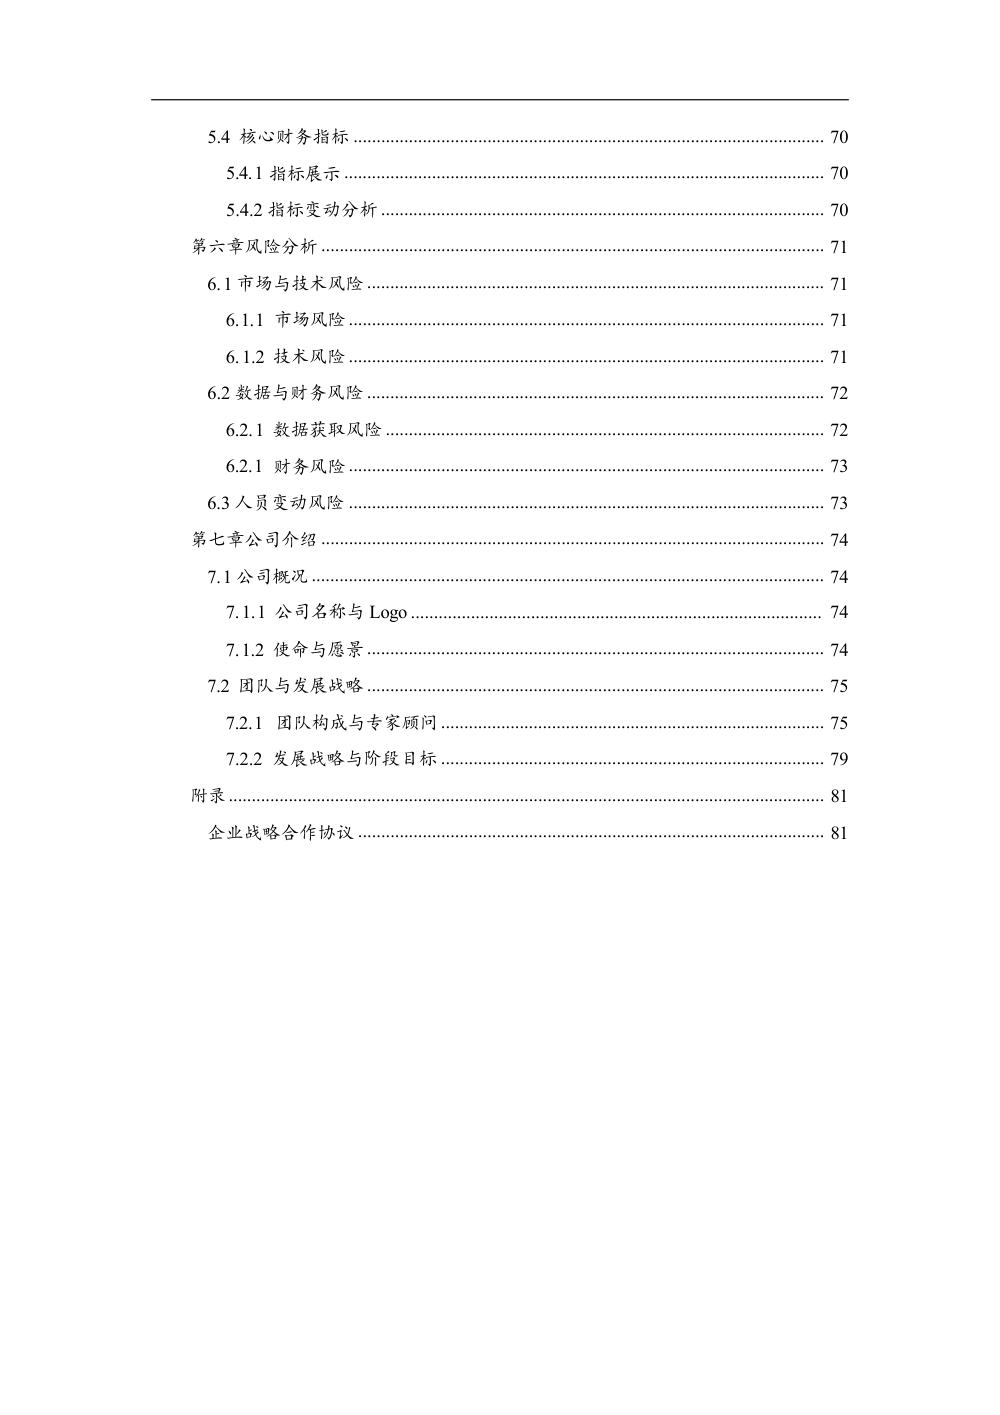 5.4 核心财务指标 ........................ 70
5.4.1 指标展示 ........................ 70
5.4.2 指标变动分析 ........................ 70
第六章风险分析 ........................ 71
6.1 市场与技术风险 ........................ 71
6.1.1 市场风险 ........................ 71
6.1.2 技术风险 ........................ 71
6.2 数据与财务风险 ........................ 72
6.2.1 数据获取风险 ........................ 72
6.2.1 财务风险 ........................ 73
6.3 人员变动风险 ........................ 73
第七章公司介绍 ........................ 74
7.1 公司概况 ........................ 74
7.1.1 公司名称与 Logo ........................ 74
7.1.2 使命与愿景 ........................ 74
7.2 团队与发展战略 ........................ 75
7.2.1 团队构成与专家顾问 ........................ 75
7.2.2 发展战略与阶段目标 ........................ 79
附录 ........................ 81
企业战略合作协议 ........................ 81